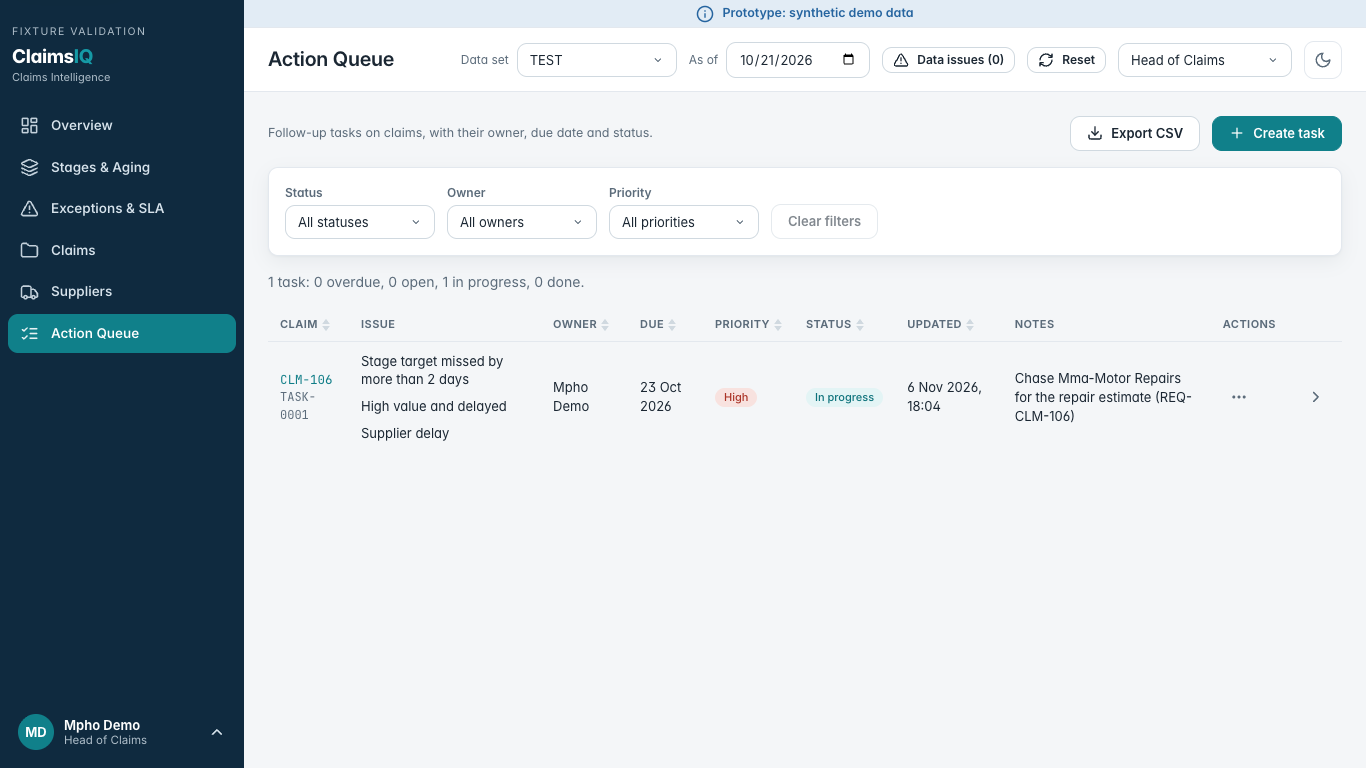 Prototype: synthetic demo data
FIXTURE VALIDATION
ClaimsIQ
Claims Intelligence
Overview
Stages & Aging
Exceptions & SLA
Claims
Suppliers
Action Queue
MD
Mpho Demo
Head of Claims
Action Queue
Data set
TEST
As of
10/21/2026
Data issues (0)
Reset
Head of Claims
Follow-up tasks on claims, with their owner, due date and status.
Export CSV
Create task
Status
Owner
Priority
All statuses
All owners
All priorities
Clear filters
1 task: 0 overdue, 0 open, 1 in progress, 0 done.
CLAIM
ISSUE
OWNER
DUE
PRIORITY
STATUS
UPDATED
NOTES
ACTIONS
CLM-106
TASK-
0001
Stage target missed by
more than 2 days
High value and delayed
Supplier delay
Mpho
Demo
23 Oct
2026
High
In progress
6 Nov 2026,
18:04
Chase Mma-Motor Repairs
for the repair estimate (REQ-
CLM-106)